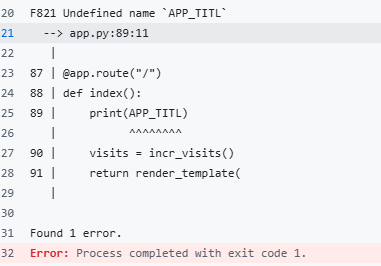 20 F821 Undefined name `APP_TITL`
21   --> app.py:89:11
22    |
23 87 | @app.route("/")
24 88 | def index():
25 89 |     print(APP_TITL)
26    |           ^^^^^^^^
27 90 |     visits = incr_visits()
28 91 |     return render_template(
29    |
30
31 Found 1 error.
32 Error: Process completed with exit code 1.